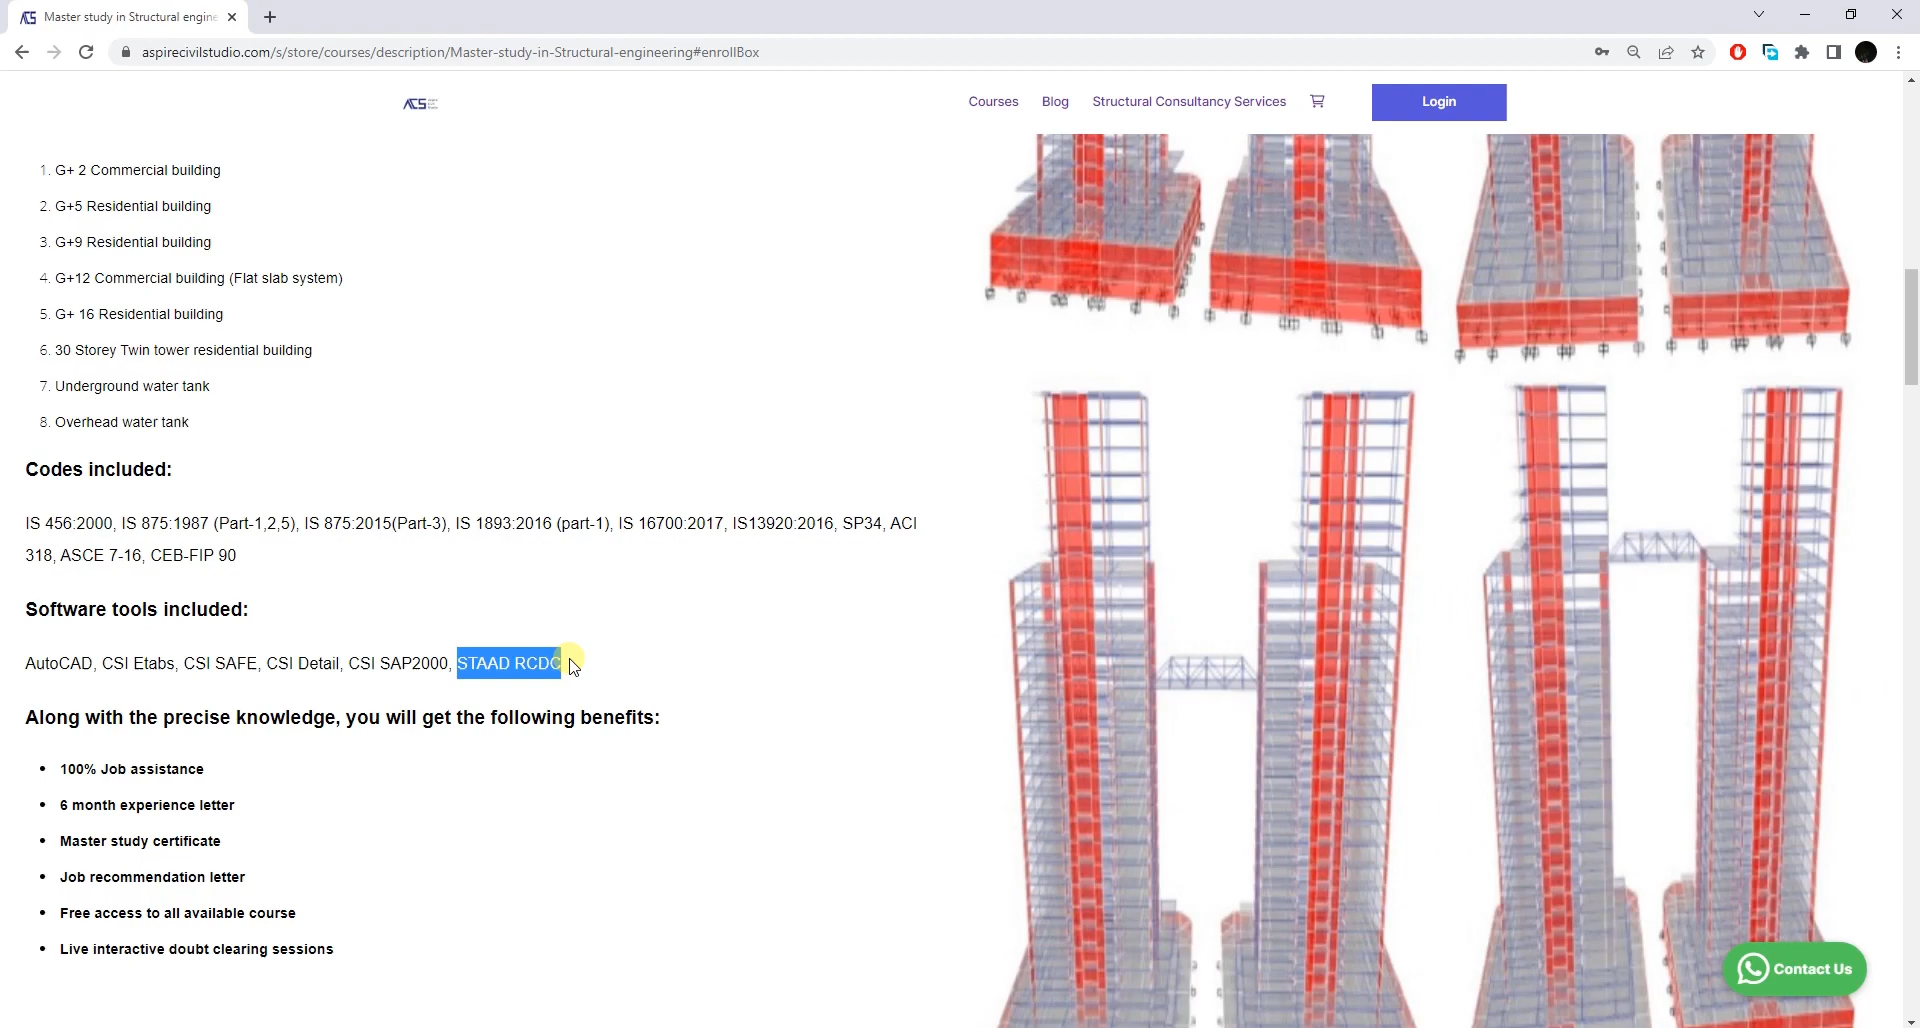 Master study in Structural engine
aspirecivilstudio.com/s/store/courses/description/Master-study-in-Structural-engineering#enrollBox
ACS
Courses
Blog
Structural Consultancy Services
Login
1. G+ 2 Commercial building
2. G+5 Residential building
3. G+9 Residential building
4. G+12 Commercial building (Flat slab system)
5. G+ 16 Residential building
6. 30 Storey Twin tower residential building
7. Underground water tank
8. Overhead water tank
Codes included:
IS 456:2000, IS 875:1987 (Part-1,2,5), IS 875:2015(Part-3), IS 1893:2016 (part-1), IS 16700:2017, IS13920:2016, SP34, ACI
318, ASCE 7-16, CEB-FIP 90
Software tools included:
AutoCAD, CSI Etabs, CSI SAFE, CSI Detail, CSI SAP2000, STAAD RCDC
Along with the precise knowledge, you will get the following benefits:
• 100% Job assistance
• 6 month experience letter
• Master study certificate
• Job recommendation letter
• Free access to all available course
• Live interactive doubt clearing sessions
Contact Us